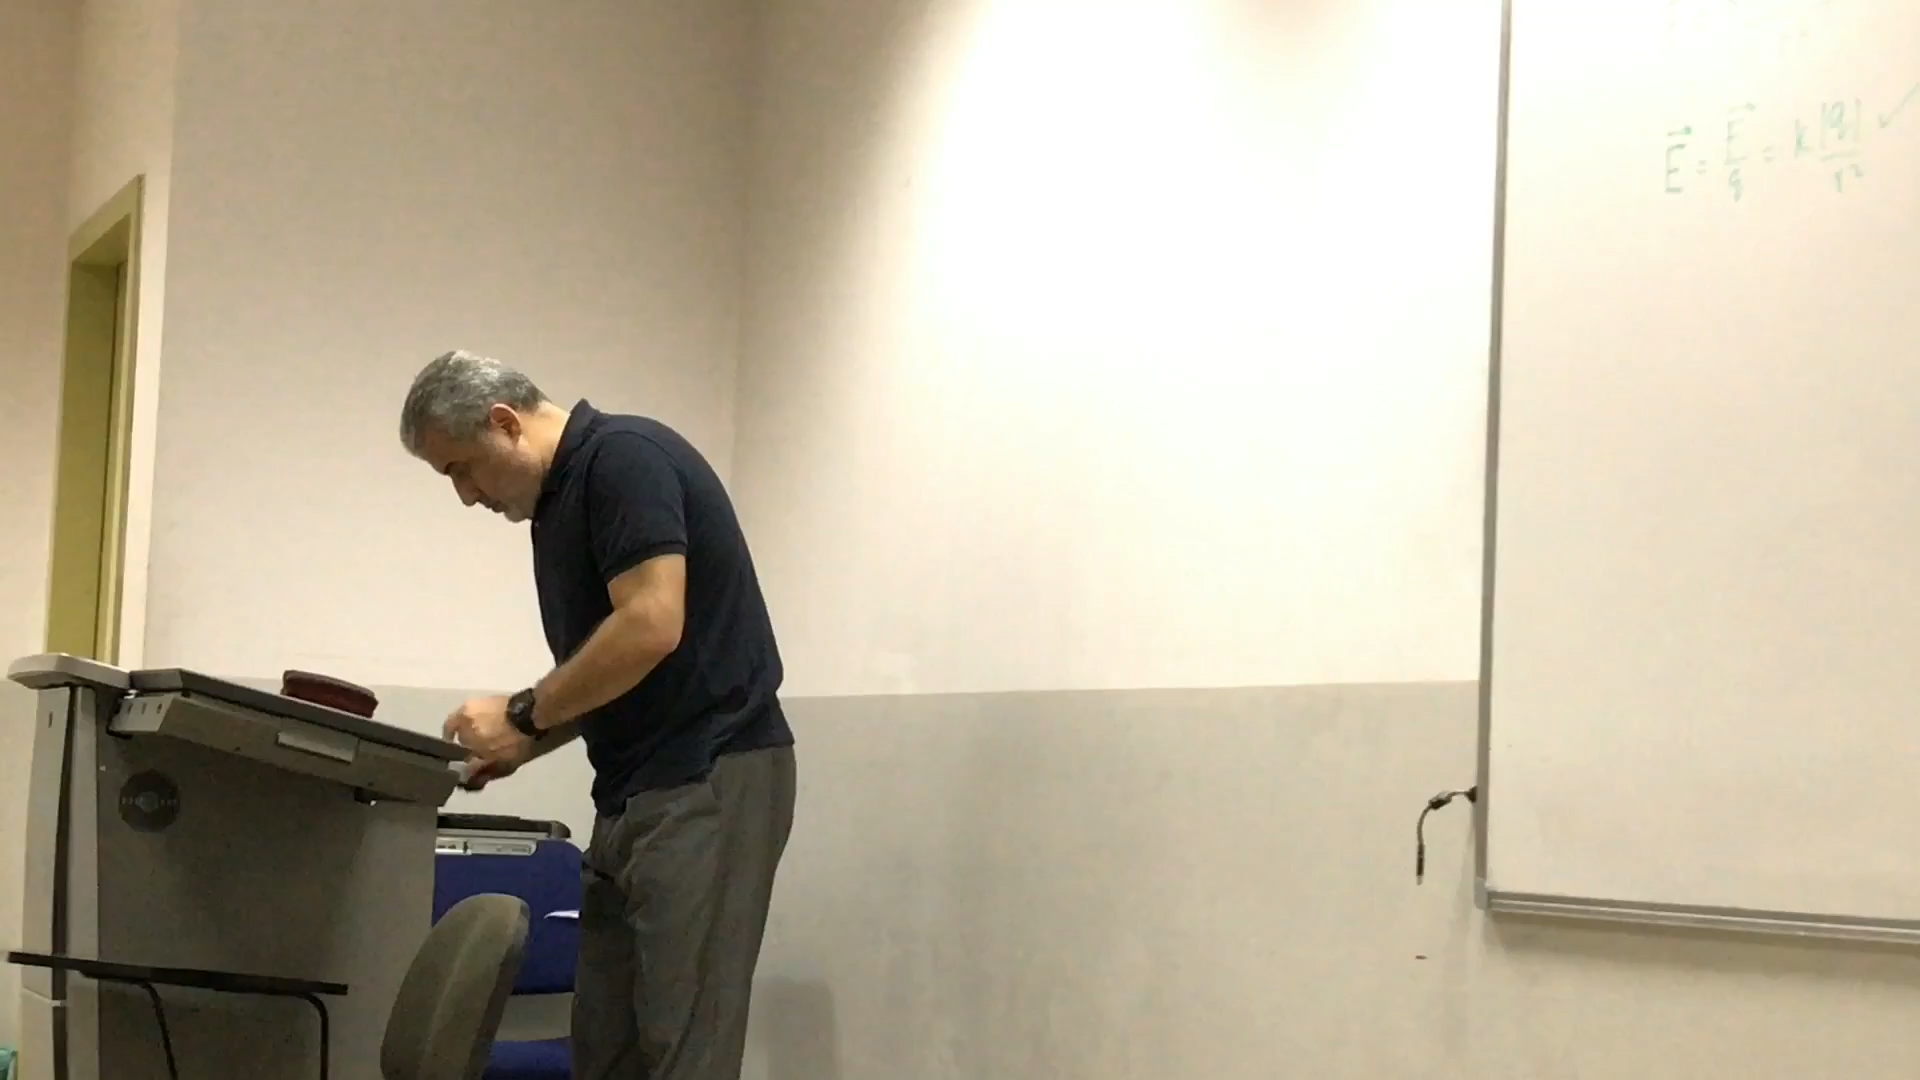 E⃗ = E⃗/q = k|q|/r² ✓